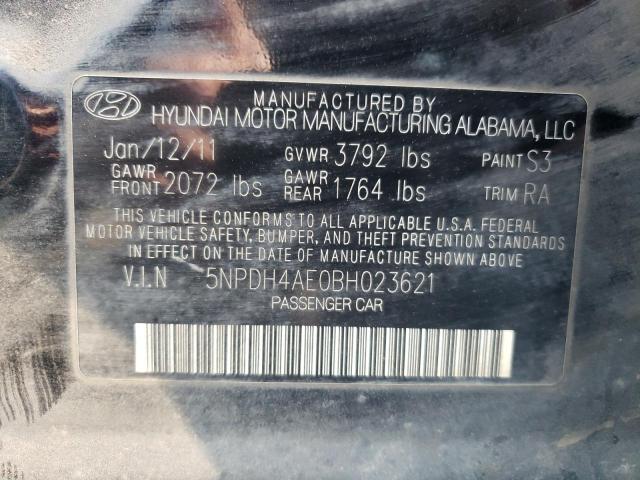 MANUFACTURED BY
HYUNDAI MOTOR MANUFACTURING ALABAMA, LLC
Jan/12/11 GVWR 3792 lbs PAINT S3
GAWR FRONT 2072 lbs GAWR REAR 1764 lbs TRIM RA
THIS VEHICLE CONFORMS TO ALL APPLICABLE U.S.A. FEDERAL
MOTOR VEHICLE SAFETY, BUMPER, AND THEFT PREVENTION STANDARDS
IN EFFECT ON THE DATE OF MANUFACTURE SHOWN ABOVE
V.I.N 5NPDH4AE0BH023621
PASSENGER CAR